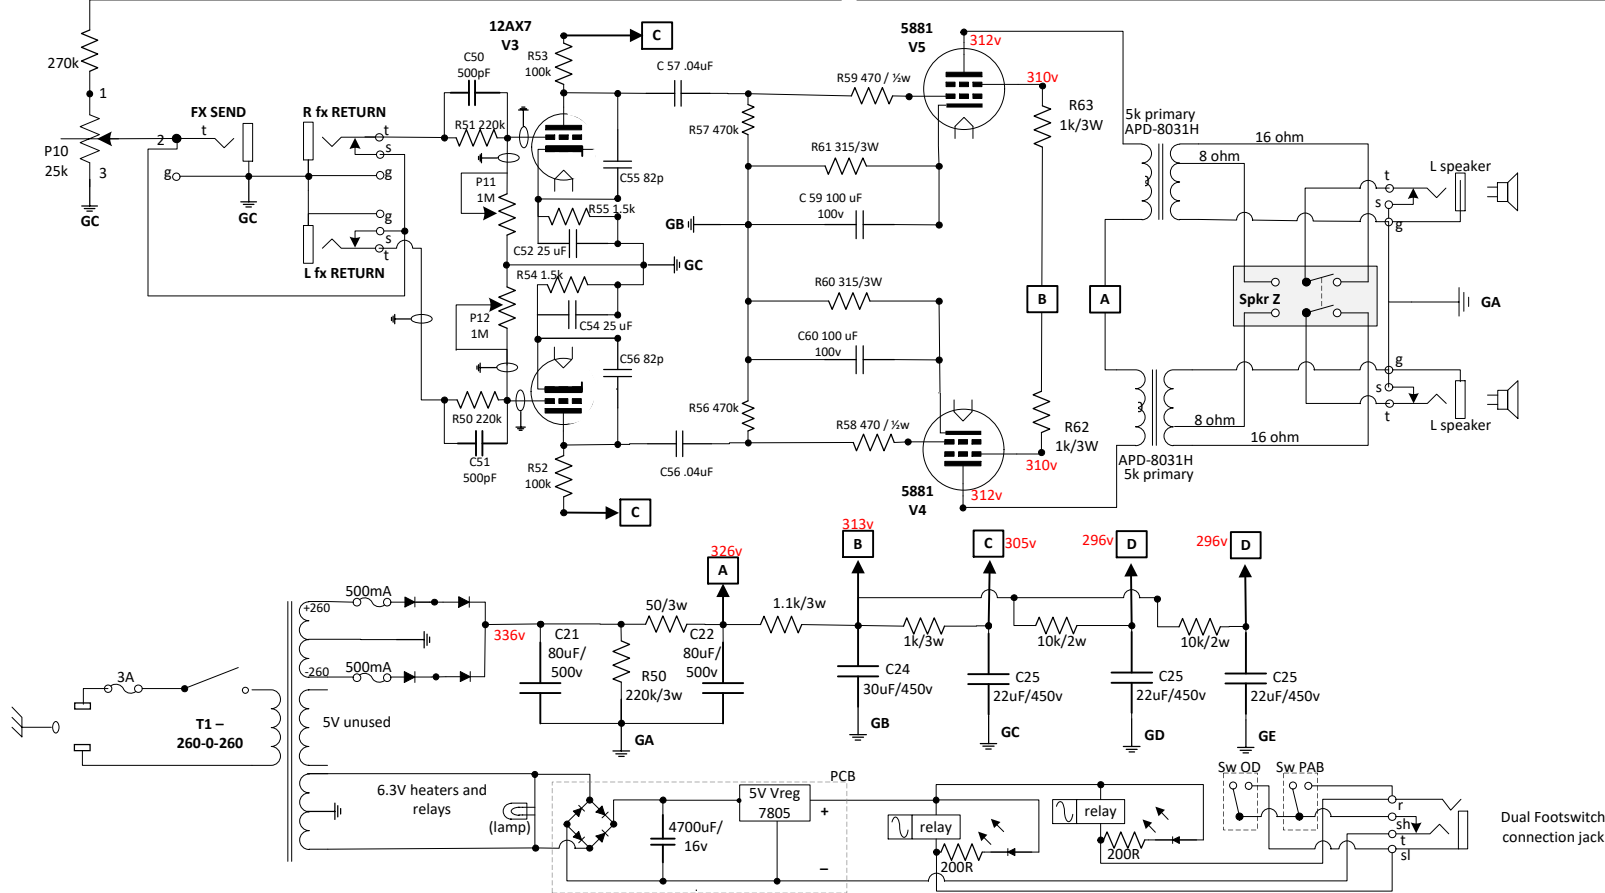 12AX7
V3
C50
500pF
R53
100k
C
C 57 .04uF
5881
V5
312v
R59 470 / ½w
310v
270k
1
FX SEND
t
2
P10
25k
3
g
GC
GC
R fx RETURN
t
s
g
g
s
t
L fx RETURN
R51 220k
P11
1M
C55 82p
R55 1.5k
C52 25 uF
GC
R54 1.5k
C54 25 uF
P12
1M
C56 82p
R50 220k
C51
500pF
R52
100k
C
C56 .04uF
R57 470k
R61 315/3W
C 59 100 uF
100v
GB
R60 315/3W
C60 100 uF
100v
R56 470k
R58 470 / ½w
5881
V4
312v
310v
R63
1k/3W
B
A
R62
1k/3W
5k primary
APD-8031H
16 ohm
8 ohm
L speaker
t
s
g
Spkr Z
GA
g
s
t
L speaker
8 ohm
16 ohm
APD-8031H
5k primary
313v
B
C
305v
296v
D
296v
D
326v
A
500mA
+260
336v
-260
500mA
3A
T1 –
260-0-260
5V unused
C21
80uF/
500v
50/3w
R50
220k/3w
C22
80uF/
500v
GA
1.1k/3w
C24
30uF/450v
GB
1k/3w
C25
22uF/450v
GC
10k/2w
C25
22uF/450v
GD
10k/2w
C25
22uF/450v
GE
6.3V heaters and
relays
(lamp)
PCB
4700uF/
16v
5V Vreg
7805
+
–
relay
200R
relay
200R
Sw OD
Sw PAB
r
sh
t
sl
Dual Footswitch
connection jack